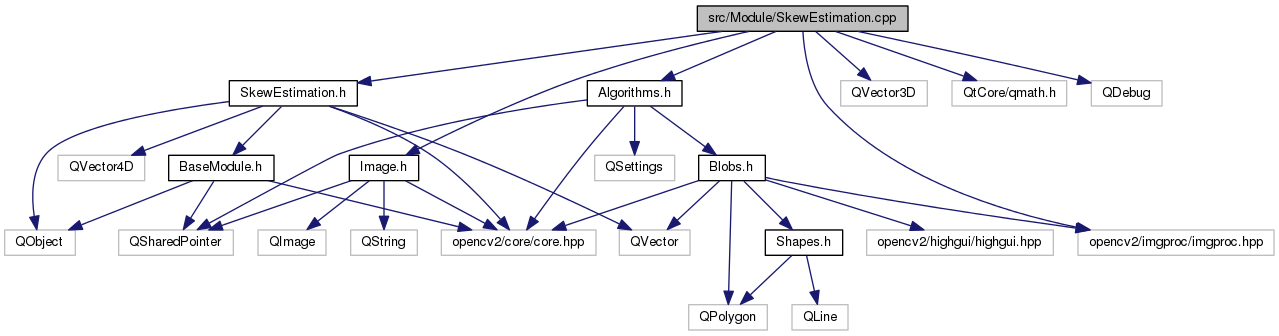 src/Module/SkewEstimation.cpp
SkewEstimation.h
Algorithms.h
QVector3D
QtCore/qmath.h
QDebug
QVector4D
BaseModule.h
Image.h
QSettings
Blobs.h
QObject
QSharedPointer
QImage
QString
opencv2/core/core.hpp
QVector
Shapes.h
opencv2/highgui/highgui.hpp
opencv2/imgproc/imgproc.hpp
QPolygon
QLine